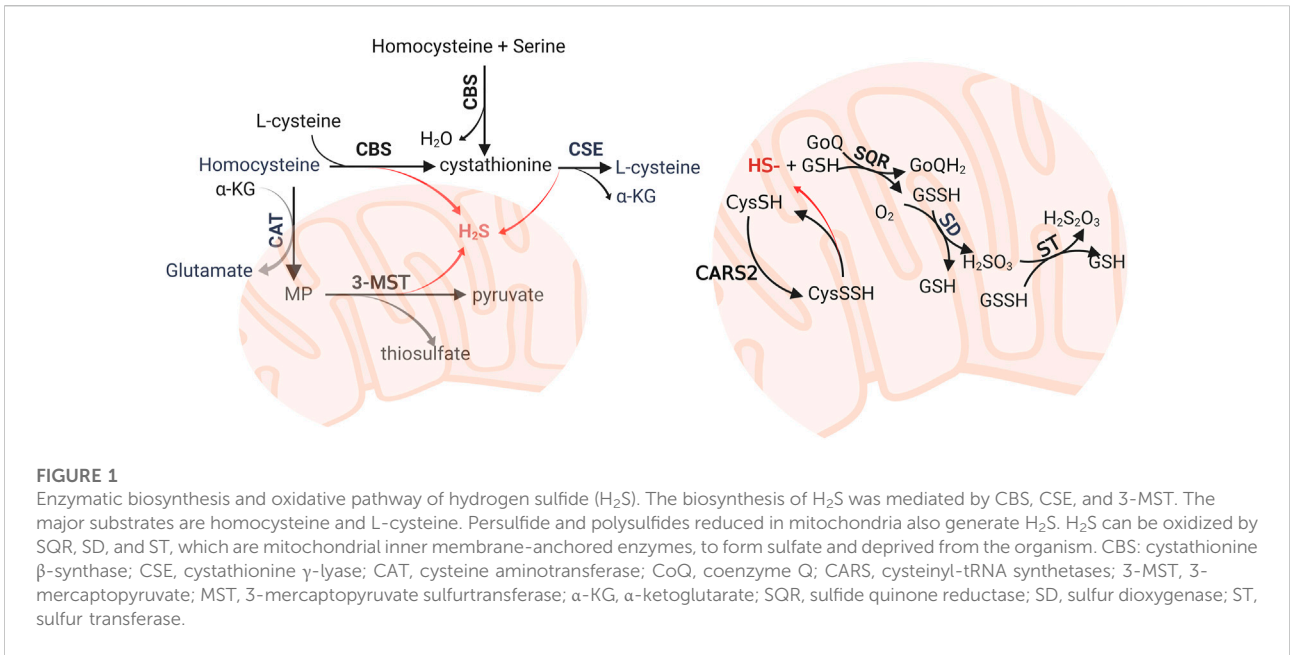 Homocysteine + Serine
CBS
L-cysteine
H₂O
CBS
CSE
Homocysteine
cystathionine
L-cysteine
α-KG
α-KG
CAT
H₂S
Glutamate
MP
3-MST
pyruvate
thiosulfate
GoQ
SQR
HS- + GSH
GoQH₂
CysSH
GSSH
O₂
SD
H₂S₂O₃
ST
CARS2
H₂SO₃
GSH
CysSSH
GSH
GSSH
FIGURE 1
Enzymatic biosynthesis and oxidative pathway of hydrogen sulfide (H₂S). The biosynthesis of H₂S was mediated by CBS, CSE, and 3-MST. The
major substrates are homocysteine and L-cysteine. Persulfide and polysulfides reduced in mitochondria also generate H₂S. H₂S can be oxidized by
SQR, SD, and ST, which are mitochondrial inner membrane-anchored enzymes, to form sulfate and deprived from the organism. CBS: cystathionine
β-synthase; CSE, cystathionine γ-lyase; CAT, cysteine aminotransferase; CoQ, coenzyme Q; CARS, cysteinyl-tRNA synthetases; 3-MST, 3-
mercaptopyruvate; MST, 3-mercaptopyruvate sulfurtransferase; α-KG, α-ketoglutarate; SQR, sulfide quinone reductase; SD, sulfur dioxygenase; ST,
sulfur transferase.